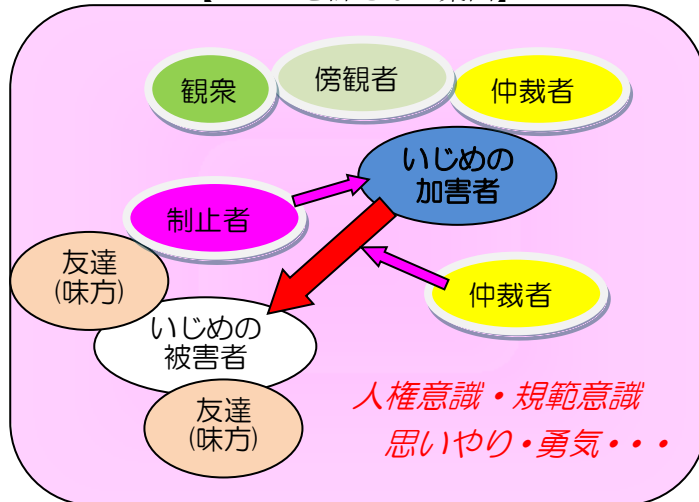 観衆
傍観者
仲裁者
いじめの
加害者
制止者
友達
(味方)
仲裁者
いじめの
被害者
友達
(味方)
人権意識・規範意識
思いやり・勇気・・・